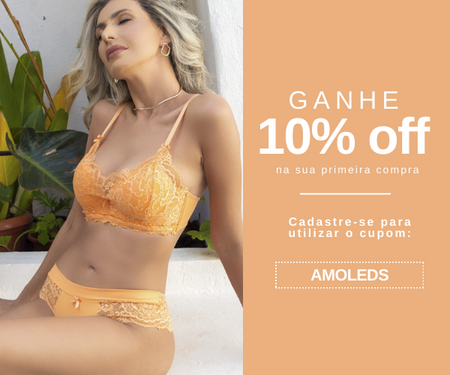 GANHE
10% off
na sua primeira compra
Cadastre-se para
utilizar o cupom:
AMOLEDS